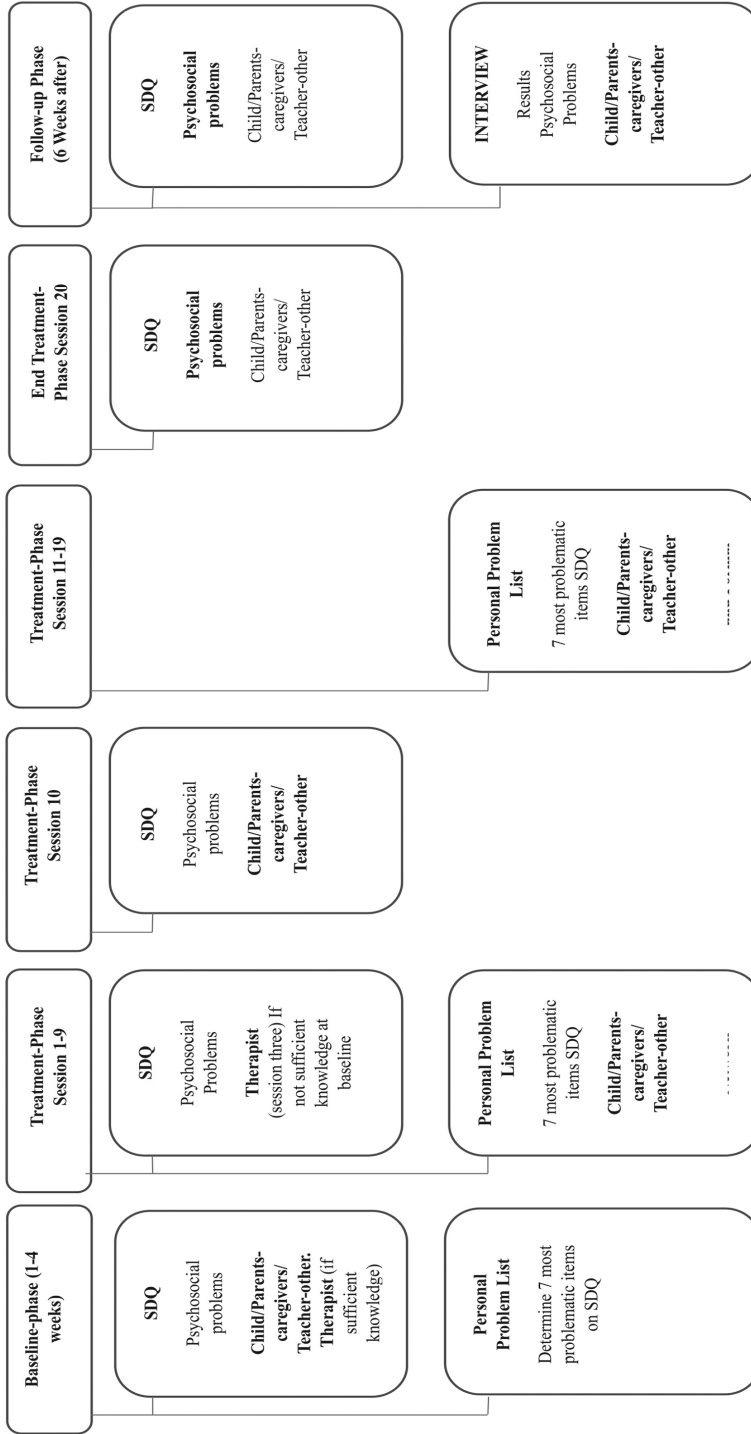 Baseline-phase (1-4
weeks)
SDQ
Psychosocial
problems
Child/Parents-
caregivers/
Teacher-other.
Therapist (if
sufficient
knowledge)
Personal
Problem List
Determine 7 most
problematic items
on SDQ
Treatment-Phase
Session 1-9
SDQ
Psychosocial
Problems
Therapist
(session three) If
not sufficient
knowledge at
baseline
Personal Problem
List
7 most problematic
items SDQ
Child/Parents-
caregivers/
Teacher-other
Treatment-Phase
Session 10
SDQ
Psychosocial
problems
Child/Parents-
caregivers/
Teacher-other
Treatment-Phase
Session 11-19
Personal Problem
List
7 most problematic
items SDQ
Child/Parents-
caregivers/
Teacher-other
End Treatment-
Phase Session 20
SDQ
Psychosocial
problems
Child/Parents-
caregivers/
Teacher-other
Follow-up Phase
(6 Weeks after)
SDQ
Psychosocial
problems
Child/Parents-
caregivers/
Teacher-other
INTERVIEW
Results
Psychosocial
Problems
Child/Parents-
caregivers/
Teacher-other